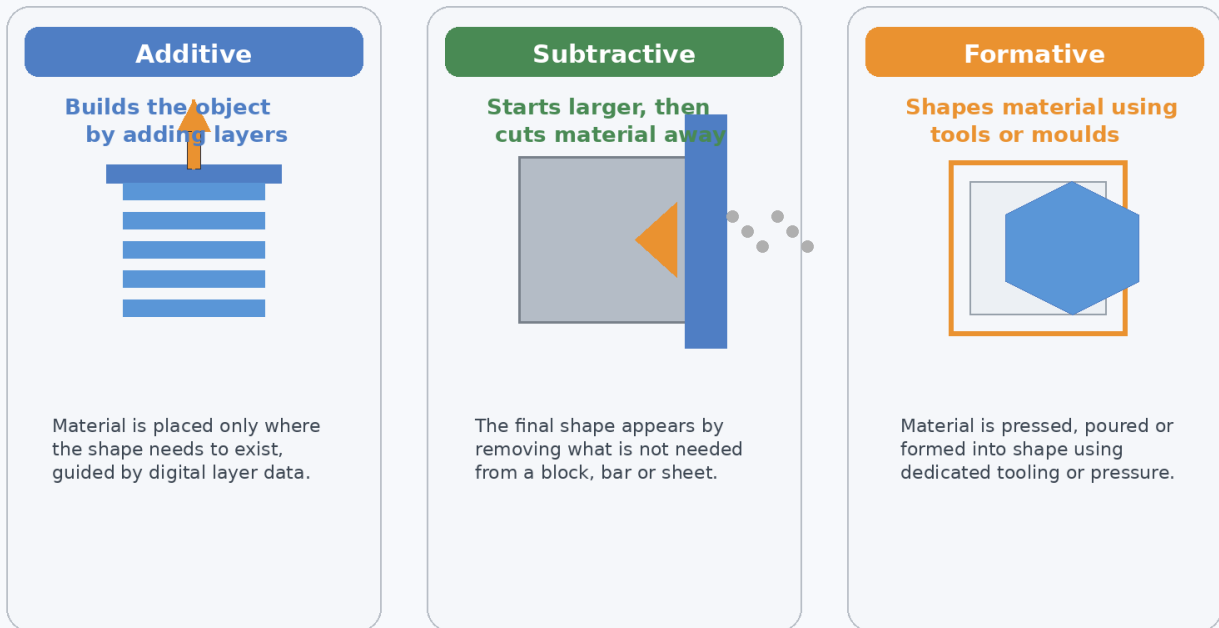 Additive
Builds the object
by adding layers
Material is placed only where
the shape needs to exist,
guided by digital layer data.
Subtractive
Starts larger, then
cuts material away
The final shape appears by
removing what is not needed
from a block, bar or sheet.
Formative
Shapes material using
tools or moulds
Material is pressed, poured or
formed into shape using
dedicated tooling or pressure.